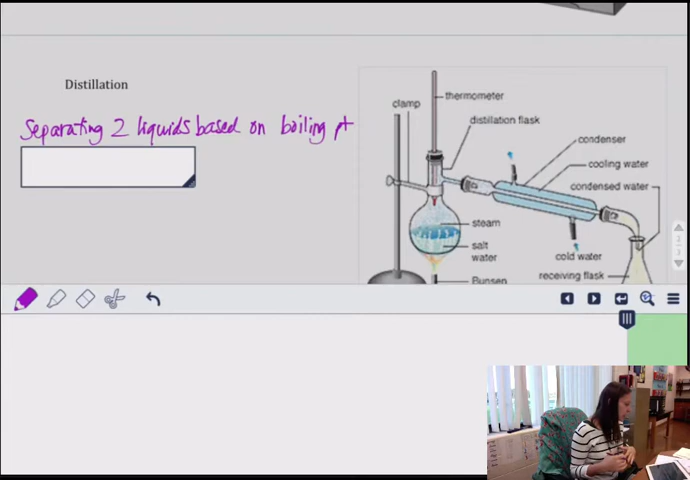 Distillation
Separating 2 liquids based on boiling pt
clamp
thermometer
distillation flask
condenser
cooling water
condensed water
steam
salt
water
cold water
receiving flask
Bunsen